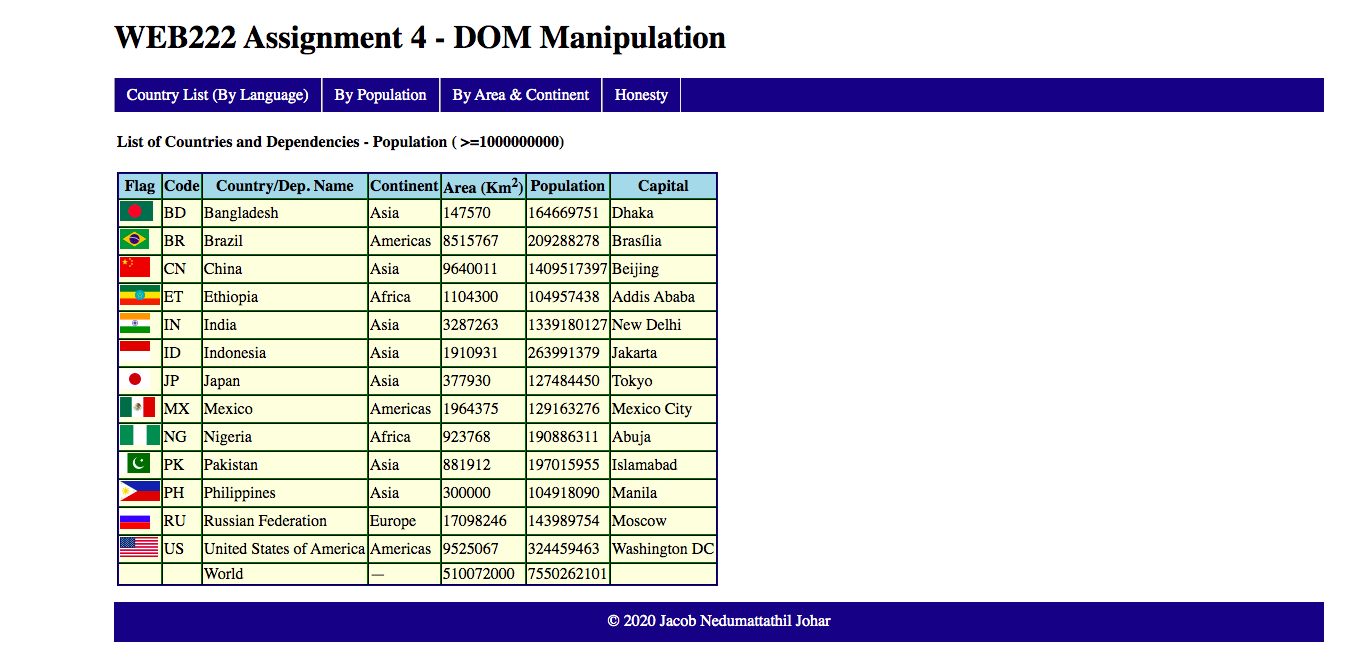 WEB222 Assignment 4 - DOM Manipulation
Country List (By Language) By Population By Area & Continent Honesty
List of Countries and Dependencies - Population ( >=1000000000)
Flag Code Country/Dep. Name Continent Area (Km2) Population Capital
BD Bangladesh Asia 147570 164669751 Dhaka
BR Brazil Americas 8515767 209288278 Brasília
CN China Asia 9640011 1409517397 Beijing
ET Ethiopia Africa 1104300 104957438 Addis Ababa
IN India Asia 3287263 1339180127 New Delhi
ID Indonesia Asia 1910931 263991379 Jakarta
JP Japan Asia 377930 127484450 Tokyo
MX Mexico Americas 1964375 129163276 Mexico City
NG Nigeria Africa 923768 190886311 Abuja
PK Pakistan Asia 881912 197015955 Islamabad
PH Philippines Asia 300000 104918090 Manila
RU Russian Federation Europe 17098246 143989754 Moscow
US United States of America Americas 9525067 324459463 Washington DC
World — 510072000 7550262101
© 2020 Jacob Nedumattathil Johar